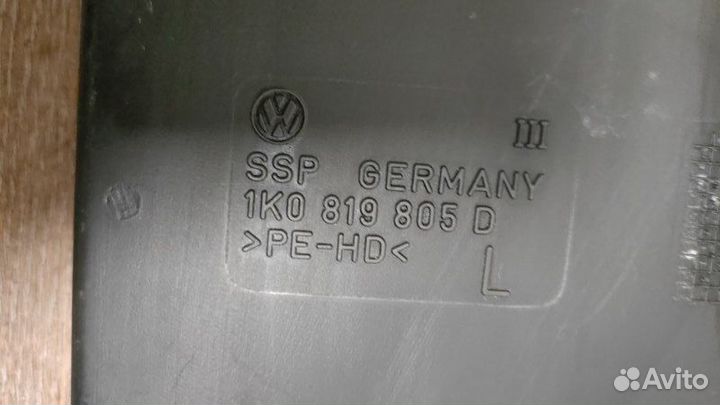 III
SSP GERMANY
1K0 819 805 D
>PE-HD<
L
Avito